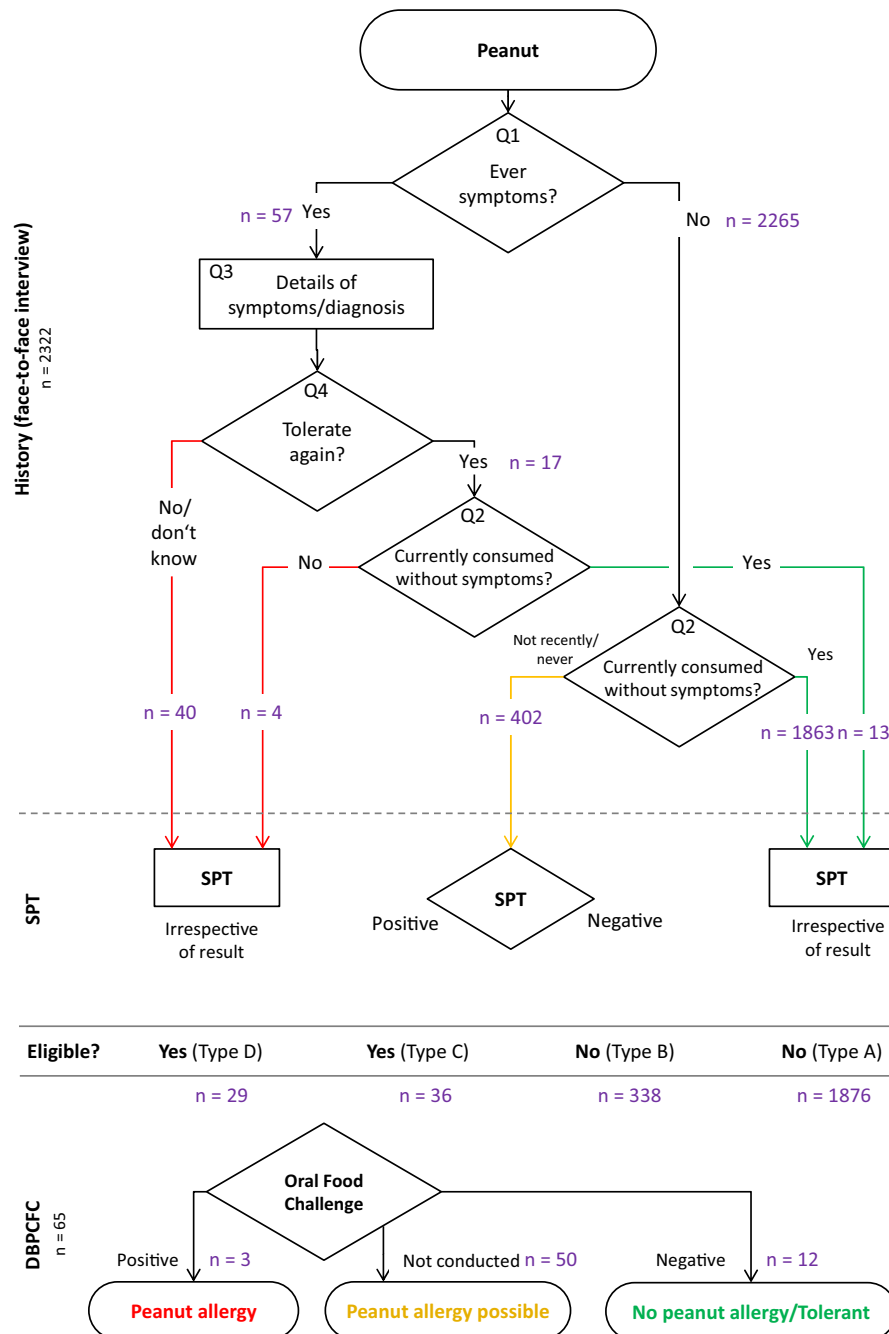 Peanut
Q1
Ever
symptoms?
n = 57 Yes
No n = 2265
Q3
Details of
symptoms/diagnosis
History (face-to-face interview)
n = 2322
Q4
Tolerate
again?
Yes n = 17
No/
don‘t
know
Q2
Currently consumed
without symptoms?
No
Yes
Not recently/
never
Q2
Currently consumed
without symptoms?
Yes
n = 40
n = 4
n = 402
n = 1863
n = 13
SPT
SPT
Irrespective
of result
SPT
Positive
Negative
SPT
Irrespective
of result
Eligible? Yes (Type D) Yes (Type C) No (Type B) No (Type A)
n = 29 n = 36 n = 338 n = 1876
DBPCFC
n = 65
Oral Food
Challenge
Positive n = 3
Not conducted n = 50
Negative n = 12
Peanut allergy
Peanut allergy possible
No peanut allergy/Tolerant